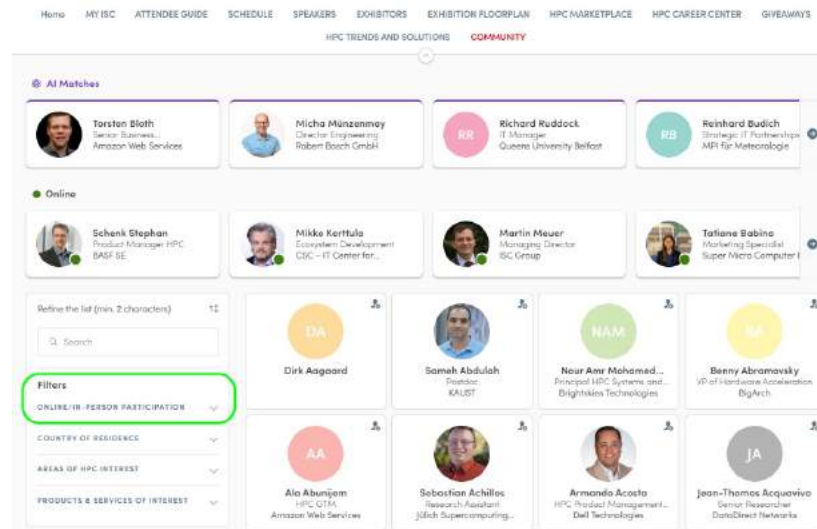 Home MY ISC ATTENDEE GUIDE SCHEDULE SPEAKERS EXHIBITORS EXHIBITION FLOORPLAN HPC MARKETPLACE HPC CAREER CENTER GIVEAWAYS
HPC TRENDS AND SOLUTIONS COMMUNITY
AI Matches
Torsten Bloth
Senior Business...
Amazon Web Services
Micha Münzenmay
Director Engineering
Robert Bosch GmbH
RR
Richard Ruddock
IT Manager
Queens University Belfast
RB
Reinhard Budich
Strategic IT Partnerships
MPI für Meteorologie
Online
Schenk Stephan
Product Manager HPC
BASF SE
Mikko Kerttula
Ecosystem Development
CSC – IT Center for...
Martin Meuer
Managing Director
ISC Group
Tatiana Babina
Marketing Specialist
Super Micro Computer
Refine the list (min. 2 characters)
Search
Filters
ONLINE/IN-PERSON PARTICIPATION
COUNTRY OF RESIDENCE
AREAS OF HPC INTEREST
PRODUCTS & SERVICES OF INTEREST
DA
Dirk Aagaard
Sameh Abdulah
Postdoc
KAUST
NAM
Nour Amr Mohamed...
Principal HPC Systems and...
Brightskies Technologies
Benny Abramovsky
VP of Hardware Acceleration
BigArch
AA
Ala Abunijem
HPC GTM
Amazon Web Services
Sebastian Achilles
Research Assistant
Jülich Supercomputing...
Armando Acosta
HPC Product Management...
Dell Technologies
JA
Jean-Thomas Acquaviva
Senior Researcher
DataDirect Networks